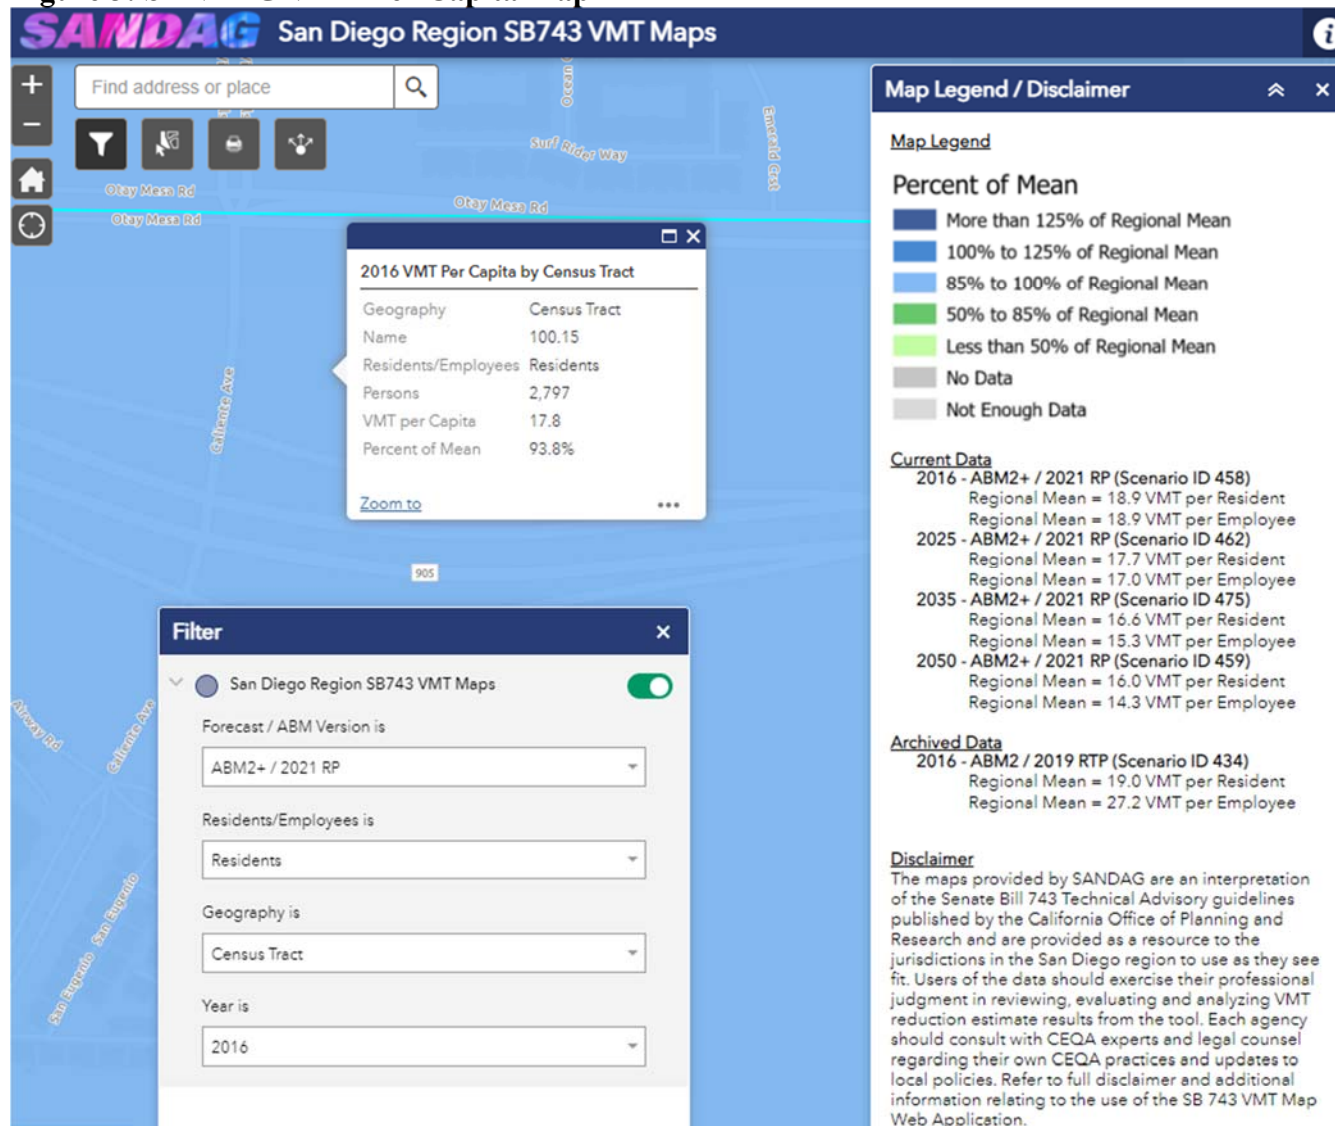 SANDAG San Diego Region SB743 VMT Maps
Find address or place
Ocean
Surf Rider Way
Emerald Crst
Otay Mesa Rd
Otay Mesa Rd
Otay Mesa Rd
Caliente Ave
2016 VMT Per Capita by Census Tract
Geography Census Tract
Name 100.15
Residents/Employees Residents
Persons 2,797
VMT per Capita 17.8
Percent of Mean 93.8%
Zoom to
905
Airway Rd
Caliente Ave
San Eugenio
San Eugenio
Filter
San Diego Region SB743 VMT Maps
Forecast / ABM Version is
ABM2+ / 2021 RP
Residents/Employees is
Residents
Geography is
Census Tract
Year is
2016
Map Legend / Disclaimer
Map Legend
Percent of Mean
More than 125% of Regional Mean
100% to 125% of Regional Mean
85% to 100% of Regional Mean
50% to 85% of Regional Mean
Less than 50% of Regional Mean
No Data
Not Enough Data
Current Data
2016 - ABM2+ / 2021 RP (Scenario ID 458)
Regional Mean = 18.9 VMT per Resident
Regional Mean = 18.9 VMT per Employee
2025 - ABM2+ / 2021 RP (Scenario ID 462)
Regional Mean = 17.7 VMT per Resident
Regional Mean = 17.0 VMT per Employee
2035 - ABM2+ / 2021 RP (Scenario ID 475)
Regional Mean = 16.6 VMT per Resident
Regional Mean = 15.3 VMT per Employee
2050 - ABM2+ / 2021 RP (Scenario ID 459)
Regional Mean = 16.0 VMT per Resident
Regional Mean = 14.3 VMT per Employee
Archived Data
2016 - ABM2 / 2019 RTP (Scenario ID 434)
Regional Mean = 19.0 VMT per Resident
Regional Mean = 27.2 VMT per Employee
Disclaimer
The maps provided by SANDAG are an interpretation
of the Senate Bill 743 Technical Advisory guidelines
published by the California Office of Planning and
Research and are provided as a resource to the
jurisdictions in the San Diego region to use as they see
fit. Users of the data should exercise their professional
judgment in reviewing, evaluating and analyzing VMT
reduction estimate results from the tool. Each agency
should consult with CEQA experts and legal counsel
regarding their own CEQA practices and updates to
local policies. Refer to full disclaimer and additional
information relating to the use of the SB 743 VMT Map
Web Application.